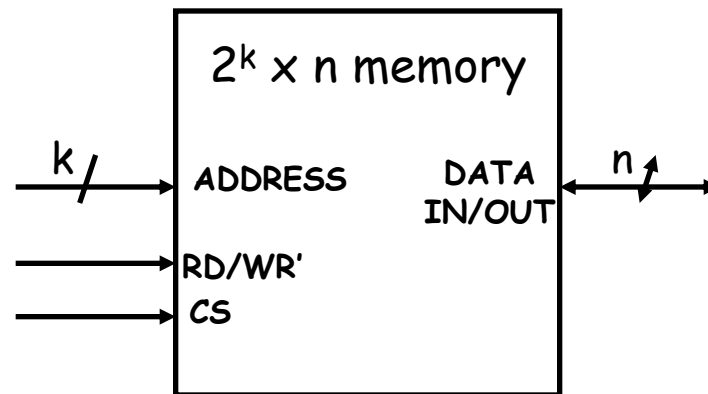 2ᵏ x n memory
k
ADDRESS
DATA
IN/OUT
n
RD/WR'
CS